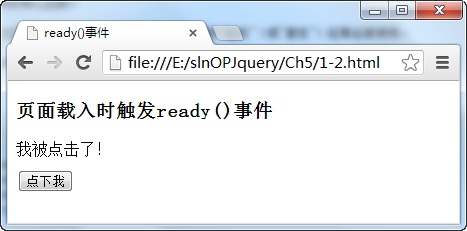 ready()事件
file:///E:/slnOPJquery/Ch5/1-2.html
页面载入时触发ready()事件
我被点击了！
点下我